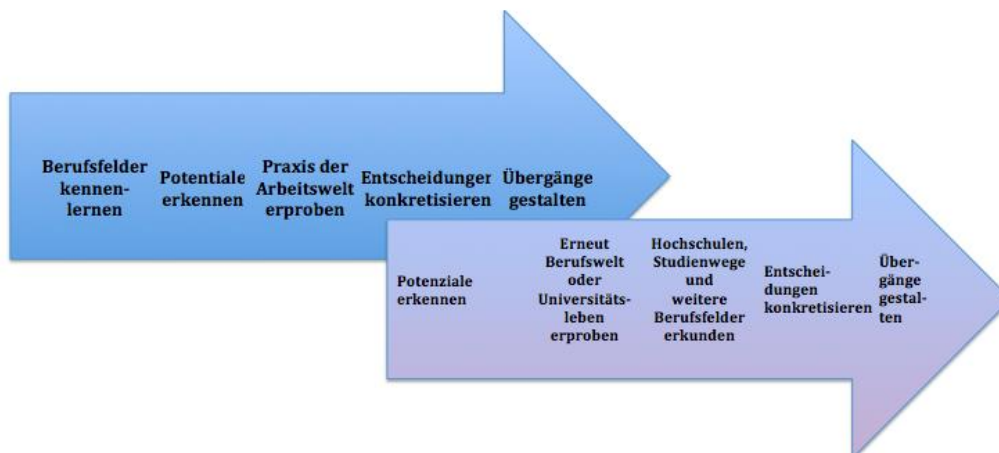 Berufsfelder
kennen-
lernen
Potentiale
erkennen
Praxis der
Arbeitswelt
erproben
Entscheidunger
konkretisieren
Übergänge
gestalten
Potenziale
erkennen
Erneut
Berufswelt
oder
Universitäts-
leben
erproben
Hochschulen,
Studienwege
und
weitere
Berufsfelder
erkunden
Entschei-
dungen
konkretisieren
Über-
gänge
gestal-
ten